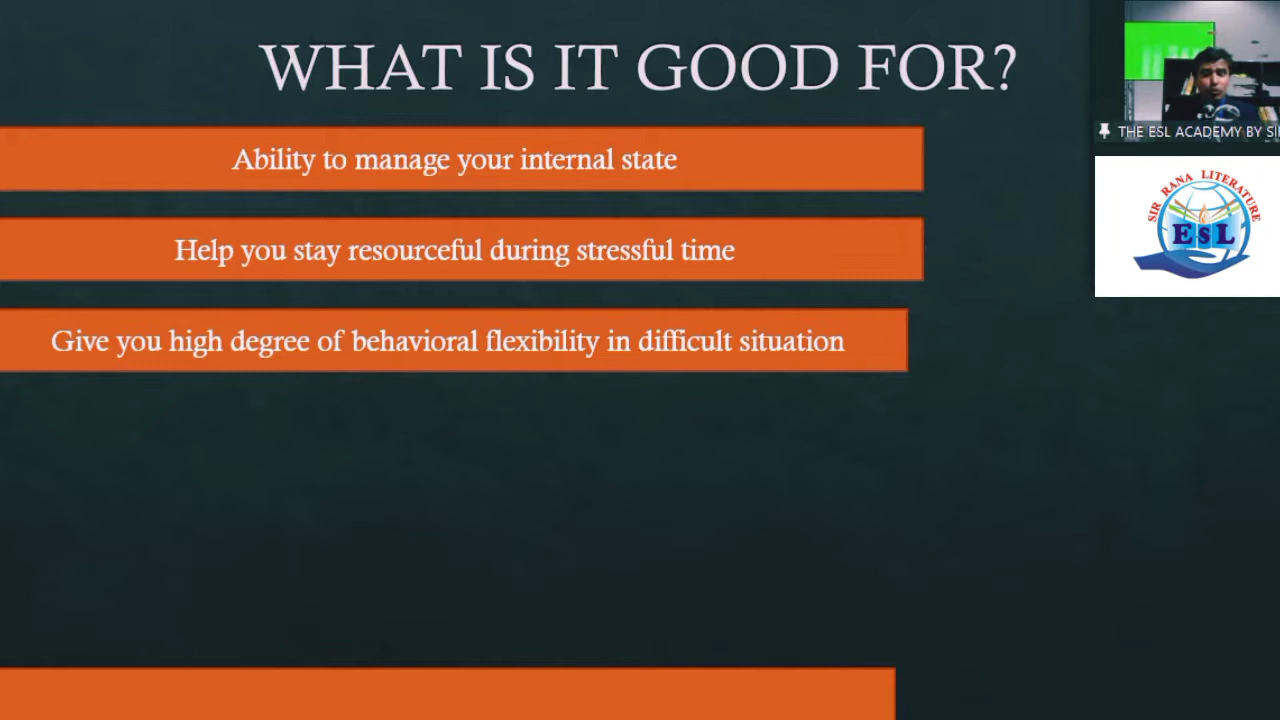 WHAT IS IT GOOD FOR?
Ability to manage your internal state
Help you stay resourceful during stressful time
Give you high degree of behavioral flexibility in difficult situation
THE ESL ACADEMY BY
SIR RANA LITERATURE
ESL